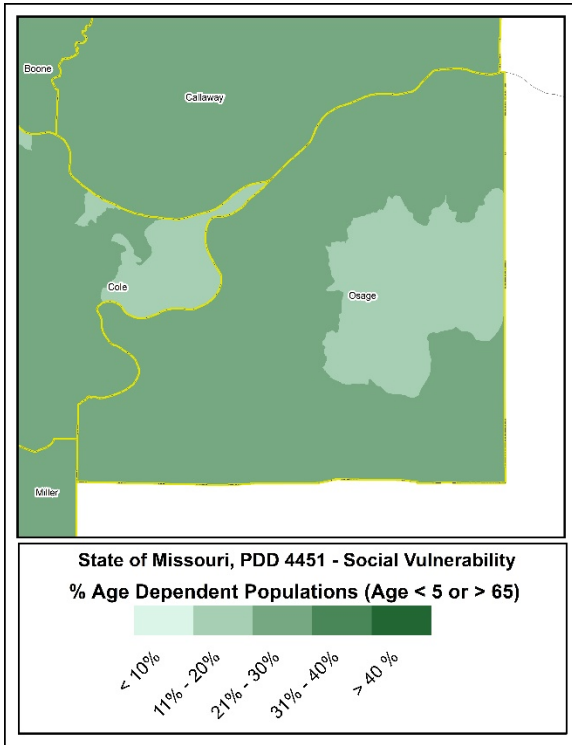 Boone
Callaway
Cole
Osage
Miller
State of Missouri, PDD 4451 - Social Vulnerability
% Age Dependent Populations (Age < 5 or > 65)
< 10%
11% - 20%
21% - 30%
31% - 40%
> 40 %